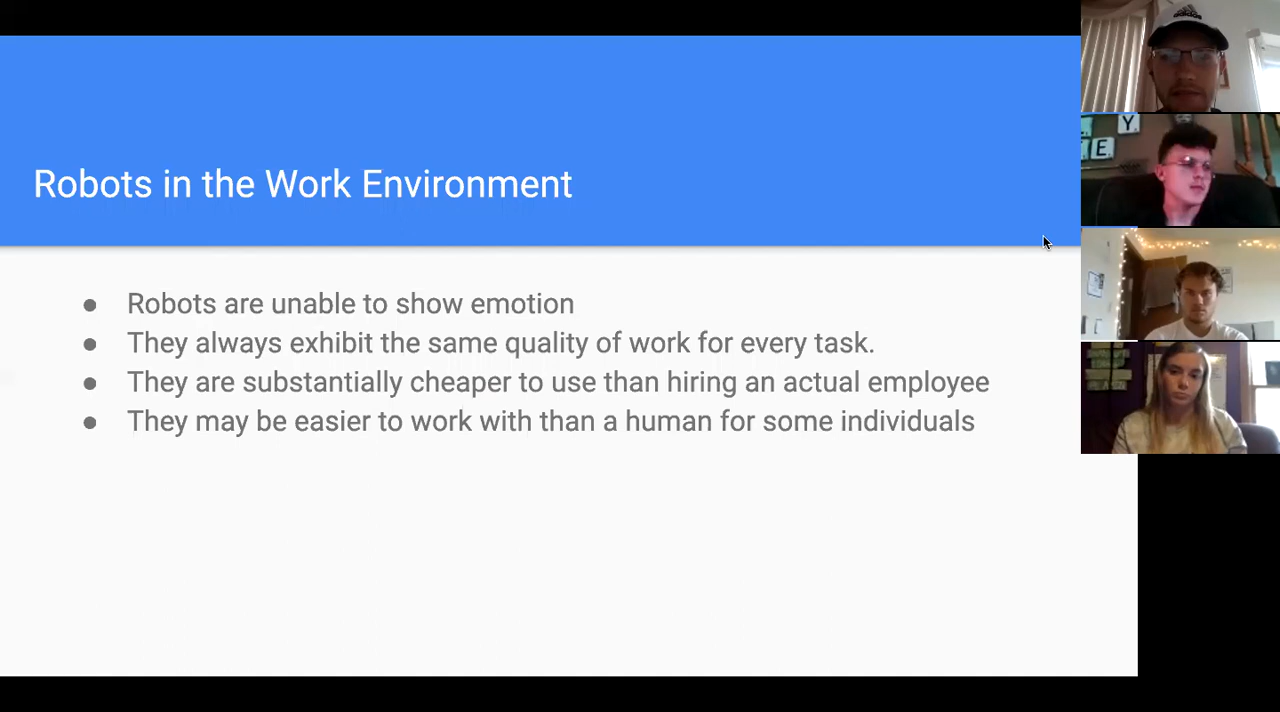 Robots in the Work Environment
● Robots are unable to show emotion
● They always exhibit the same quality of work for every task.
● They are substantially cheaper to use than hiring an actual employee
● They may be easier to work with than a human for some individuals
Y
E